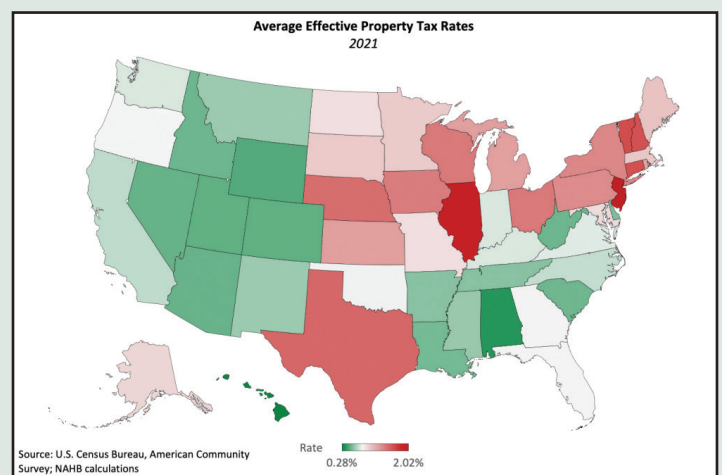 Average Effective Property Tax Rates
2021
Rate
0.28% 2.02%
Source: U.S. Census Bureau, American Community
Survey; NAHB calculations